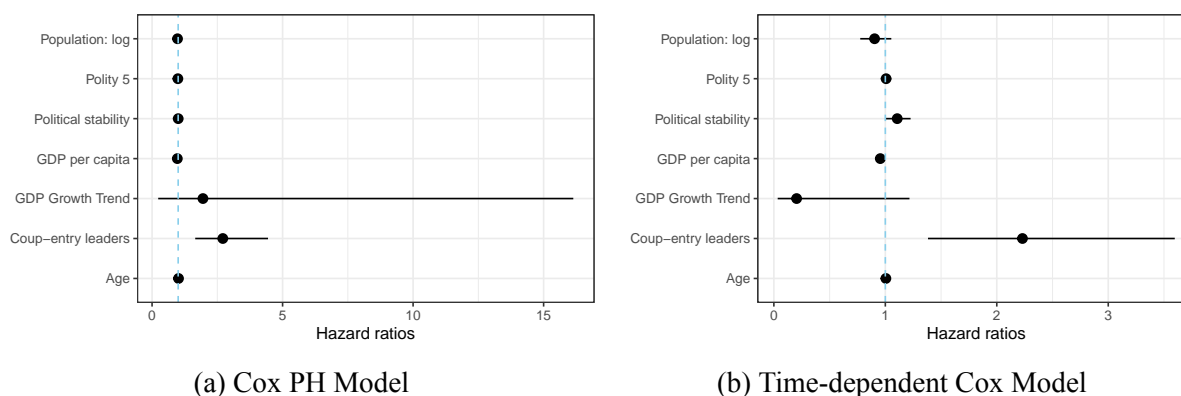 Population: log
Polity 5
Political stability
GDP per capita
GDP Growth Trend
Coup−entry leaders
Age
0 5 10 15
Hazard ratios
(a) Cox PH Model
Population: log
Polity 5
Political stability
GDP per capita
GDP Growth Trend
Coup−entry leaders
Age
0 1 2 3
Hazard ratios
(b) Time-dependent Cox Model